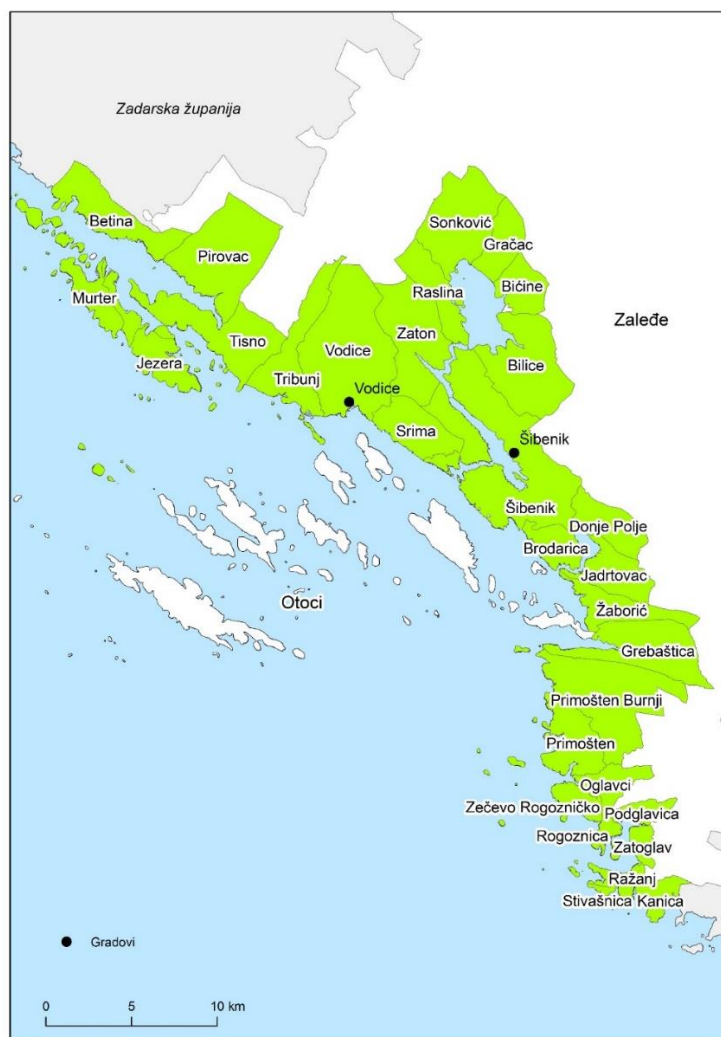 Zadarska županija
Betina
Sonković
Gračac
Pirovac
Raslina
Bićine
Murter
Zaton
Zaleđe
Tisno
Vodice
Jezera
Bilice
Tribunj
Vodice
Srima
Šibenik
Šibenik
Donje Polje
Brodarica
Jadrtovac
Otoci
Žaborić
Grebaštica
Primošten Burnji
Primošten
Oglavci
Zečevo Rogozničko
Podglavica
Rogoznica
Zatoglav
Ražanj
Stivašnica
Kanica
Gradovi
0 5 10 km